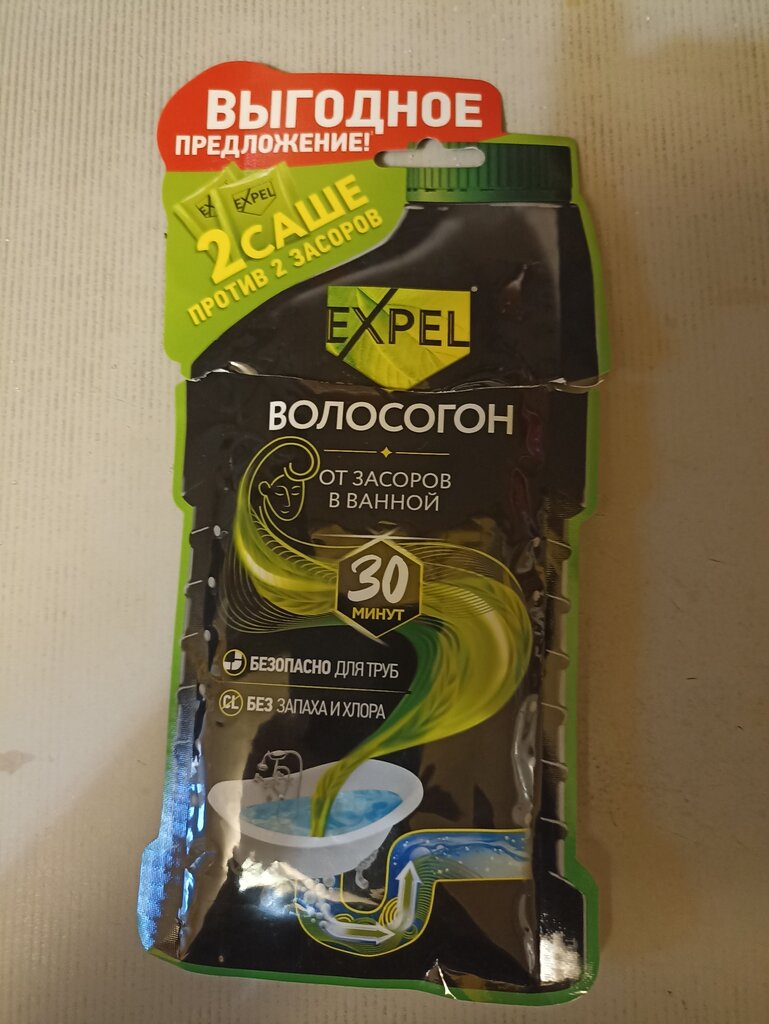 ВЫГОДНОЕ
ПРЕДЛОЖЕНИЕ!
EX
EXPEL
2 САШЕ
ПРОТИВ 2 ЗАСОРОВ
EXPEL
ВОЛОСОГОН
ОТ ЗАСОРОВ
В ВАННОЙ
30
МИНУТ
БЕЗОПАСНО ДЛЯ ТРУБ
CL БЕЗ ЗАПАХА И ХЛОРА